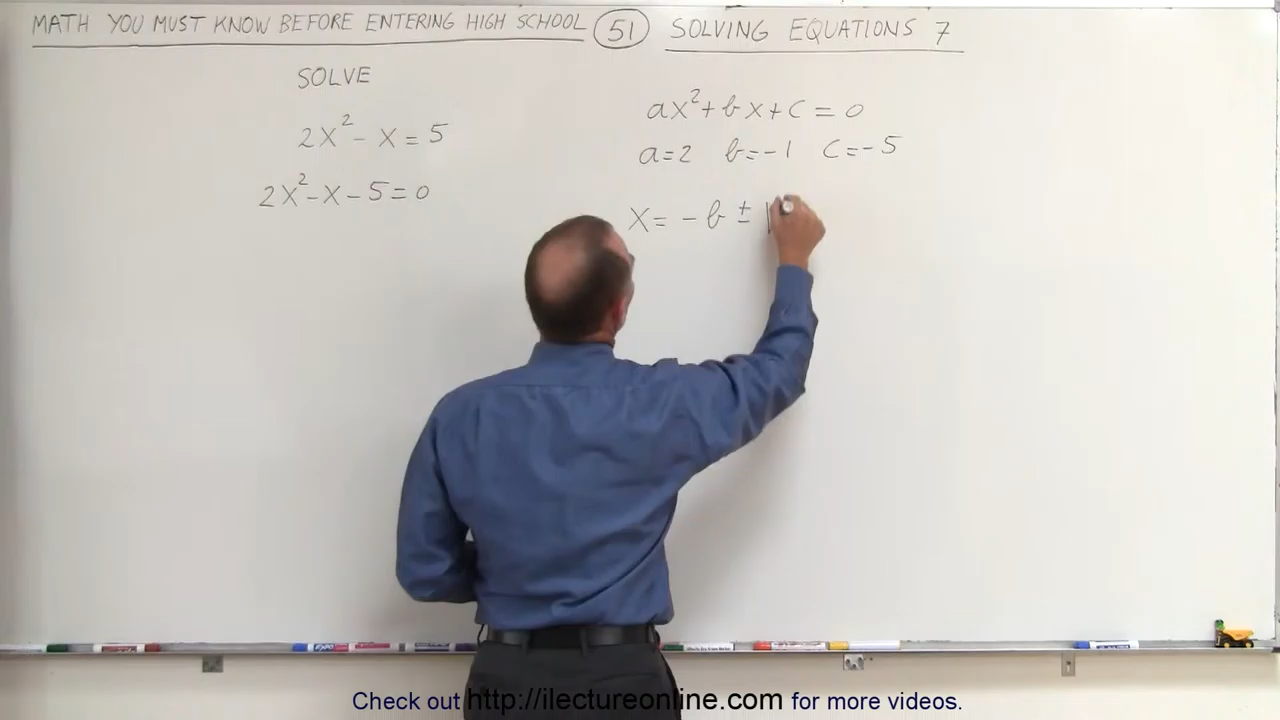 MATH YOU MUST KNOW BEFORE ENTERING HIGH SCHOOL 51 SOLVING EQUATIONS 7
SOLVE
2x² - x = 5
2x² - x - 5 = 0
ax² + bx + c = 0
a = 2 b = -1 c = -5
x = -b ±
Check out http://ilectureonline.com for more videos.